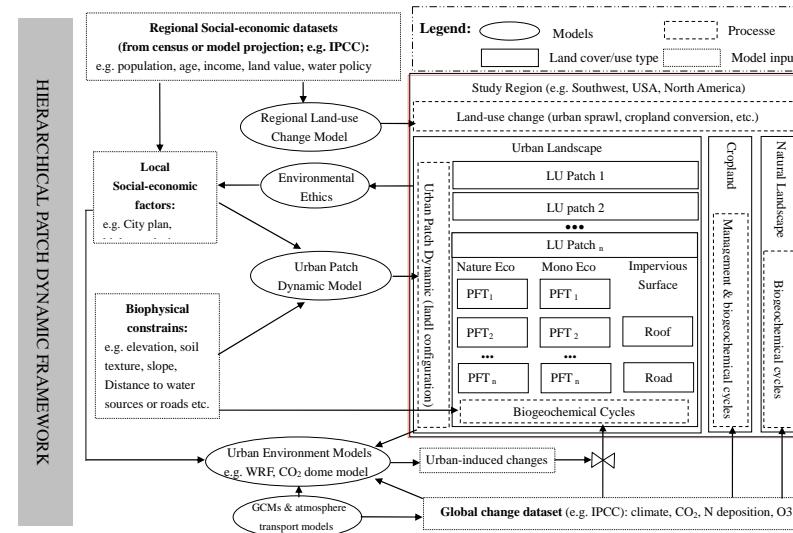 HIERARCHICAL PATCH DYNAMIC FRAMEWORK
Regional Social-economic datasets
(from census or model projection; e.g. IPCC):
e.g. population, age, income, land value, water policy
Legend:
Models
Processe
Land cover/use type
Model inpu
Study Region (e.g. Southwest, USA, North America)
Land-use change (urban sprawl, cropland conversion, etc.)
Regional Land-use
Change Model
Local
Social-economic
factors:
e.g. City plan,
Environmental
Ethics
Urban Patch
Dynamic Model
Biophysical
constrains:
e.g. elevation, soil
texture, slope,
Distance to water
sources or roads etc.
Urban Landscape
Urban Patch Dynamic (landl configuration)
LU Patch 1
LU patch 2
•••
LU Patch n
Nature Eco
Mono Eco
Impervious
Surface
PFT1
PFT 1
PFT2
PFT 2
Roof
•••
•••
PFT n
PFT n
Road
Biogeochemical Cycles
Cropland
Management & biogeochemical cycles
Natural Landscape
Biogeochemical cycles
Urban Environment Models
e.g. WRF, CO2 dome model
Urban-induced changes
GCMs & atmosphere
transport models
Global change dataset (e.g. IPCC): climate, CO2, N deposition, O3